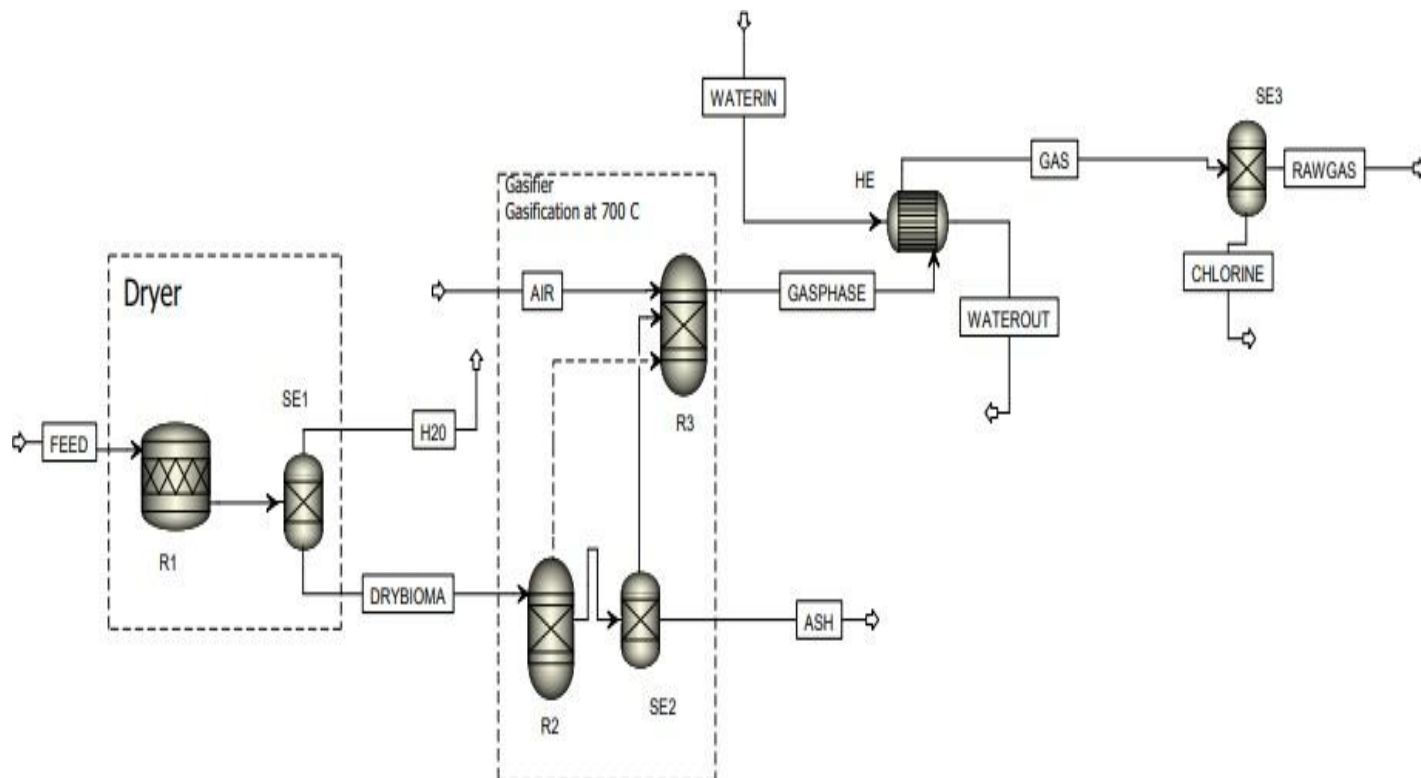 WATERIN
SE3
GAS
RAWGAS
HE
Gasifier
Gasification at 700 C
CHLORINE
Dryer
AIR
GASPHASE
WATEROUT
SE1
FEED
H20
R3
R1
DRYBIOMA
ASH
R2
SE2